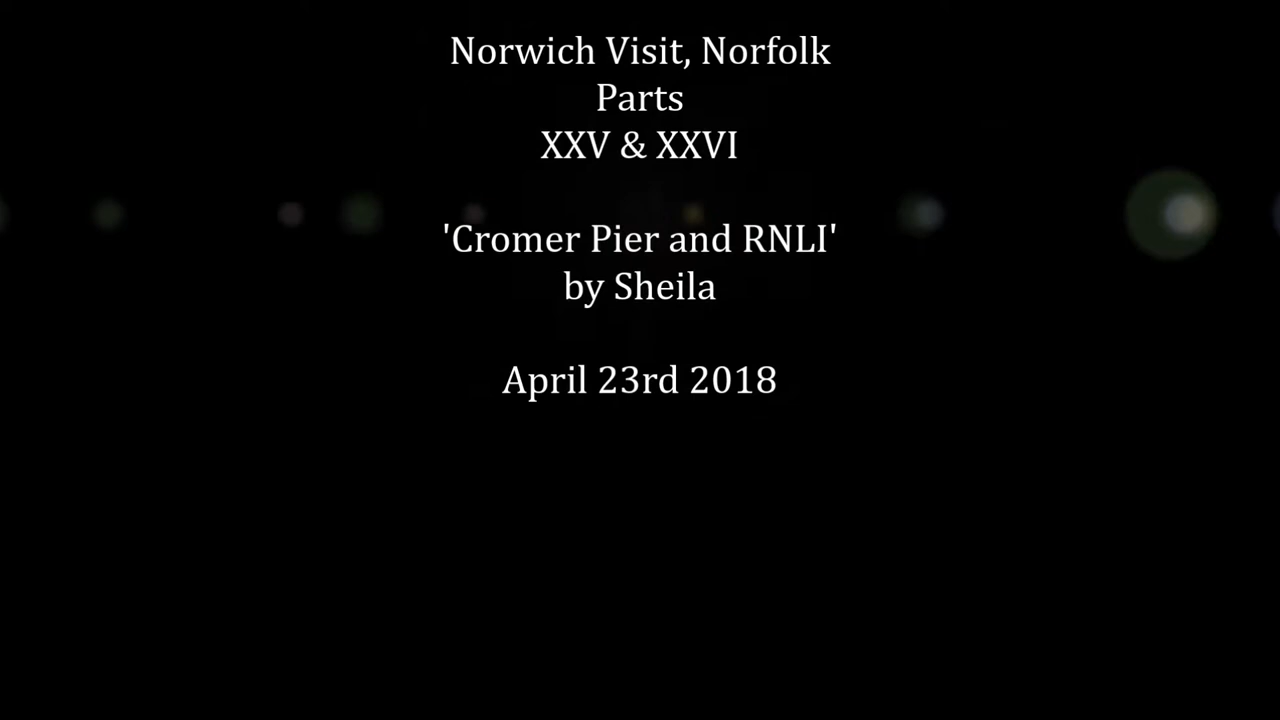 Norwich Visit, Norfolk
Parts
XXV & XXVI
'Cromer Pier and RNLI'
by Sheila
April 23rd 2018